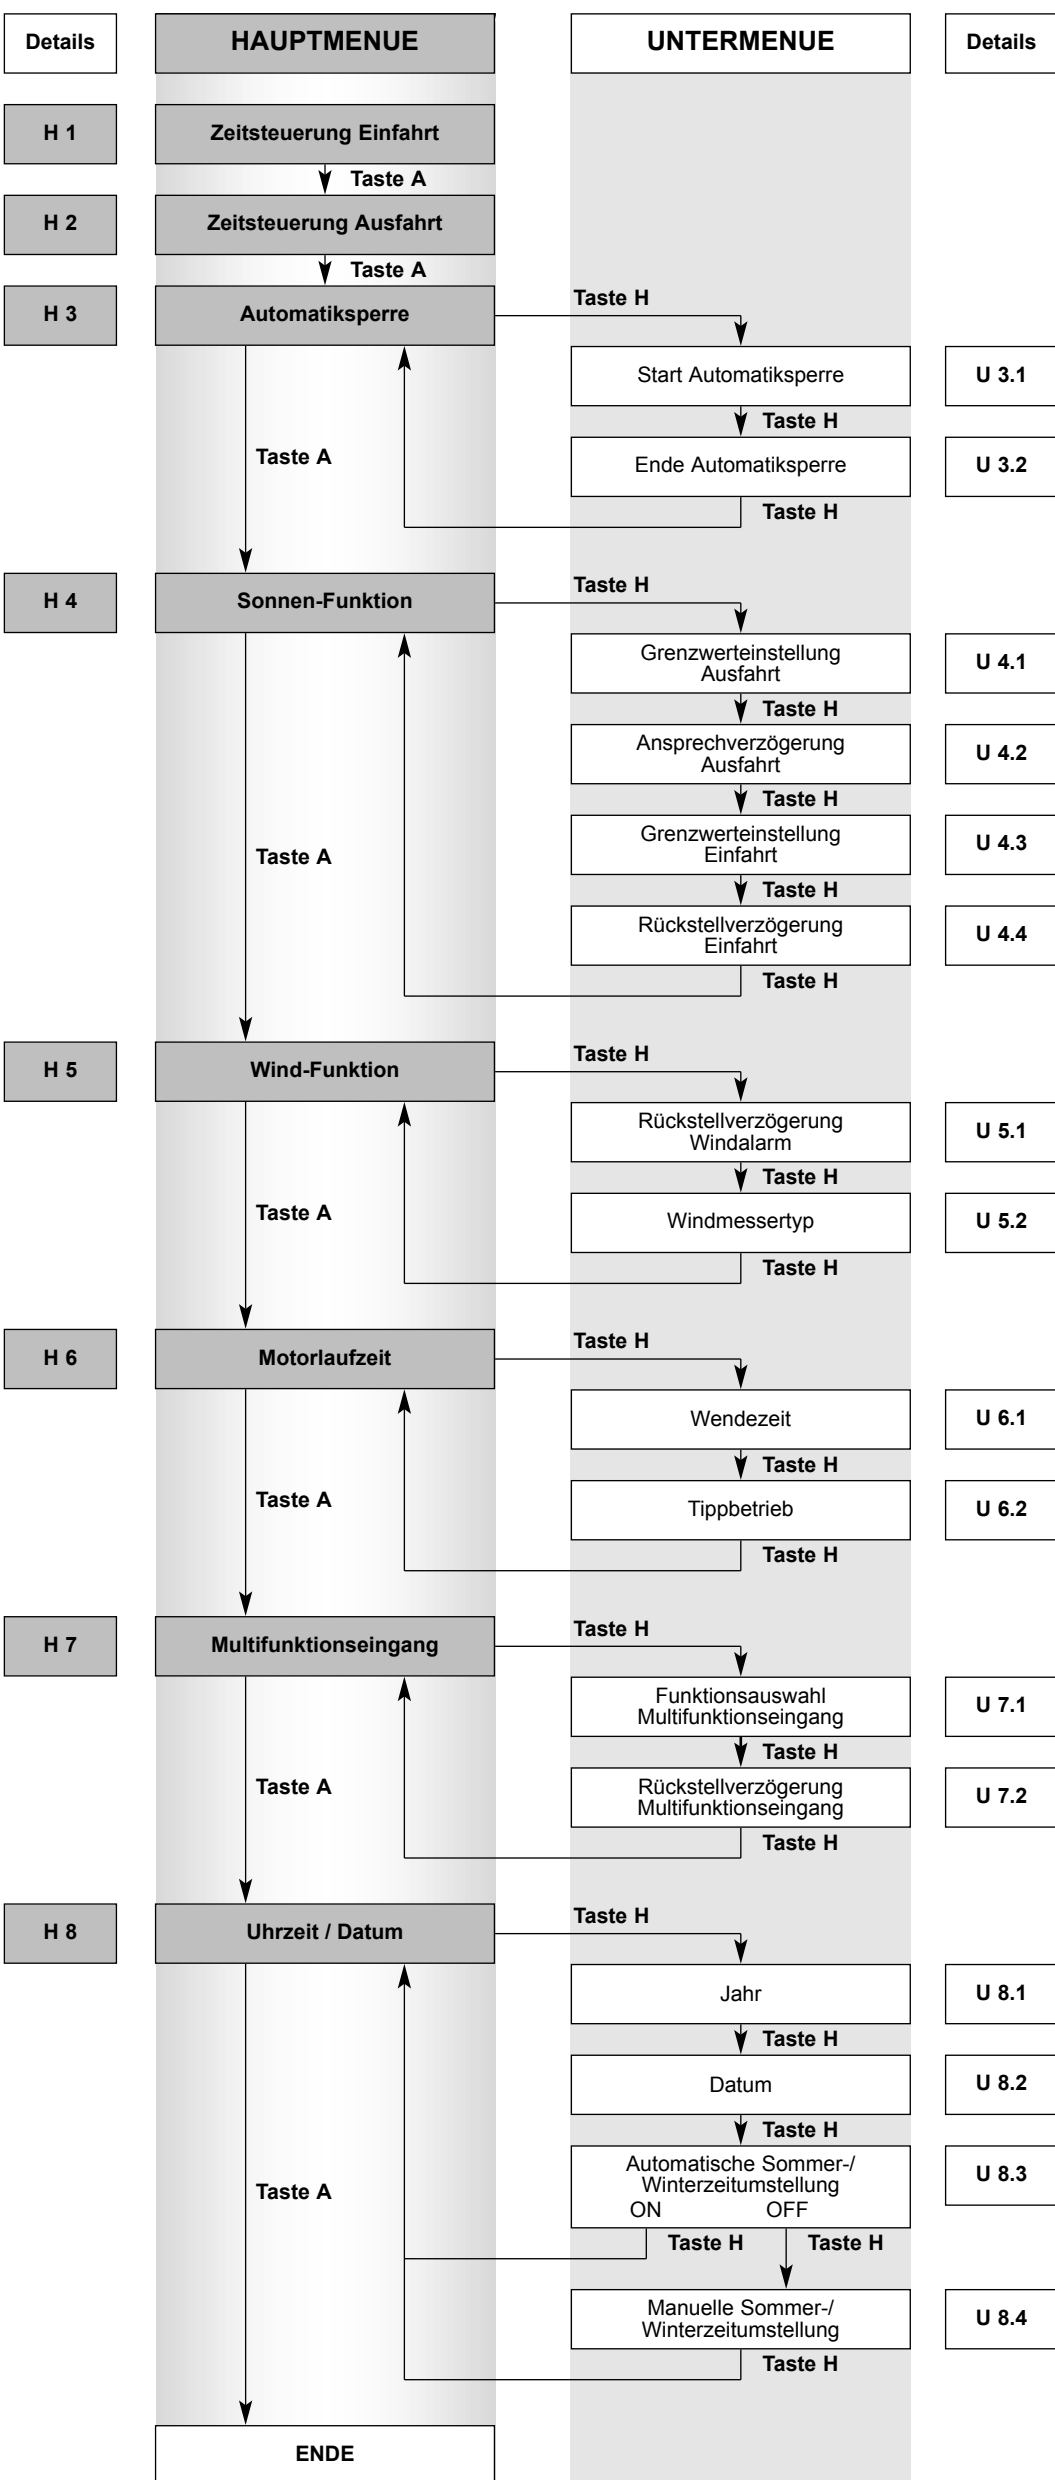 Details
HAUPTMENUE
UNTERMENUE
Details
H 1
Zeitsteuerung Einfahrt
Taste A
H 2
Zeitsteuerung Ausfahrt
Taste A
H 3
Automatiksperre
Taste H
Start Automatiksperre
U 3.1
Taste H
Taste A
Ende Automatiksperre
U 3.2
Taste H
H 4
Sonnen-Funktion
Taste H
Grenzwerteinstellung
Ausfahrt
U 4.1
Taste H
Ansprechverzögerung
Ausfahrt
U 4.2
Taste H
Taste A
Grenzwerteinstellung
Einfahrt
U 4.3
Taste H
Rückstellverzögerung
Einfahrt
U 4.4
Taste H
H 5
Wind-Funktion
Taste H
Rückstellverzögerung
Windalarm
U 5.1
Taste H
Taste A
Windmessertyp
U 5.2
Taste H
H 6
Motorlaufzeit
Taste H
Wendezeit
U 6.1
Taste H
Taste A
Tippbetrieb
U 6.2
Taste H
H 7
Multifunktionseingang
Taste H
Funktionsauswahl
Multifunktionseingang
U 7.1
Taste H
Taste A
Rückstellverzögerung
Multifunktionseingang
U 7.2
Taste H
H 8
Uhrzeit / Datum
Taste H
Jahr
U 8.1
Taste H
Datum
U 8.2
Taste H
Taste A
Automatische Sommer-/
Winterzeitumstellung
ON OFF
U 8.3
Taste H Taste H
Manuelle Sommer-/
Winterzeitumstellung
U 8.4
Taste H
ENDE